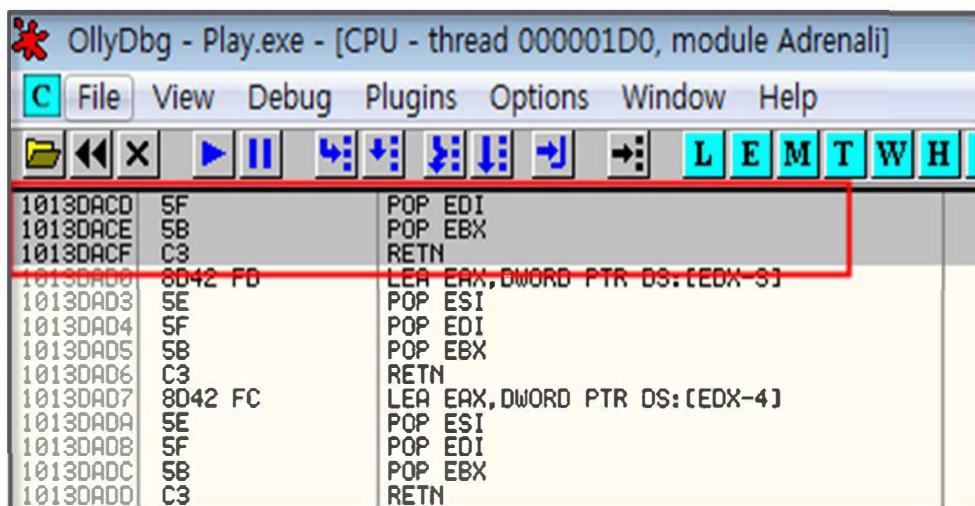 OllyDbg - Play.exe - [CPU - thread 000001D0, module Adrenali]
C File View Debug Plugins Options Window Help
L E M T W H
1013DACD 5F POP EDI
1013DACE 5B POP EBX
1013DACF C3 RETN
1013DAD0 8D42 FD LEA EAX,DWORD PTR DS:[EDX-3]
1013DAD3 5E POP ESI
1013DAD4 5F POP EDI
1013DAD5 5B POP EBX
1013DAD6 C3 RETN
1013DAD7 8D42 FC LEA EAX,DWORD PTR DS:[EDX-4]
1013DADA 5E POP ESI
1013DADB 5F POP EDI
1013DADC 5B POP EBX
1013DADD C3 RETN